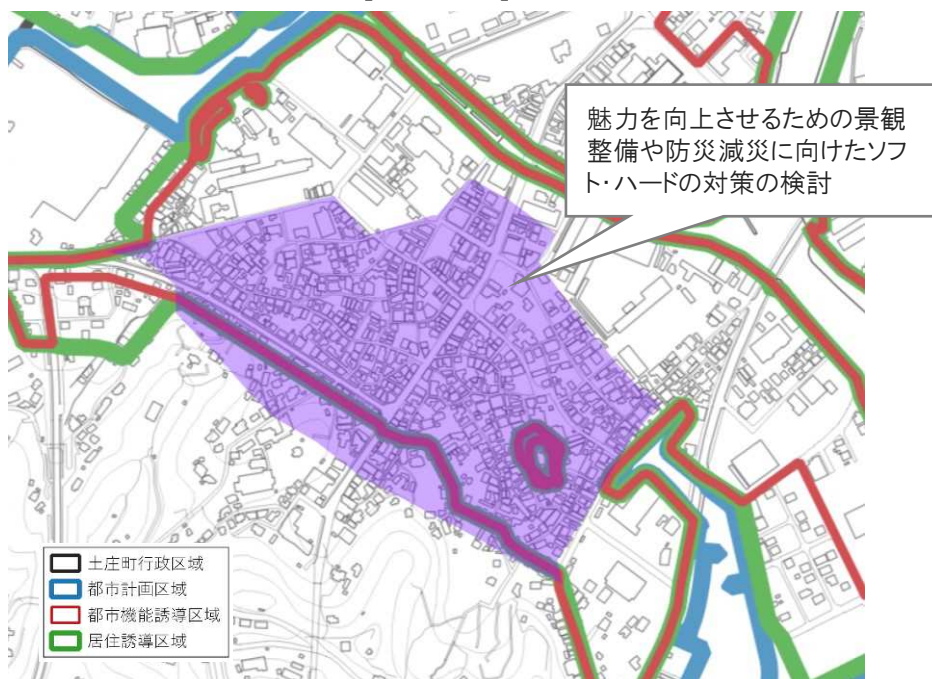 魅力を向上させるための景観
整備や防災減災に向けたソフ
ト・ハードの対策の検討
土庄町行政区域
都市計画区域
都市機能誘導区域
居住誘導区域